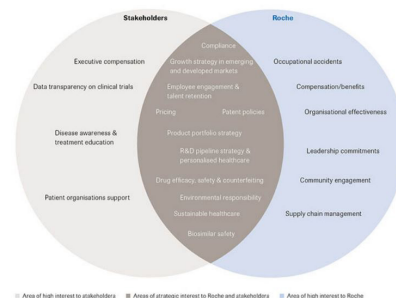 Stakeholders
Roche
Compliance
Executive compensation
Growth strategy in emerging
and developed markets
Occupational accidents
Data transparency on clinical trials
Employee engagement &
talent retention
Compensation/benefits
Pricing
Patent policies
Organisational effectiveness
Disease awareness &
treatment education
Product portfolio strategy
R&D pipeline strategy &
personalised healthcare
Leadership commitments
Drug efficacy, safety & counterfeiting
Community engagement
Patient organisations support
Environmental responsibility
Sustainable healthcare
Supply chain management
Biosimilar safety
Area of high interest to stakeholders
Areas of strategic interest to Roche and stakeholders
Area of high interest to Roche